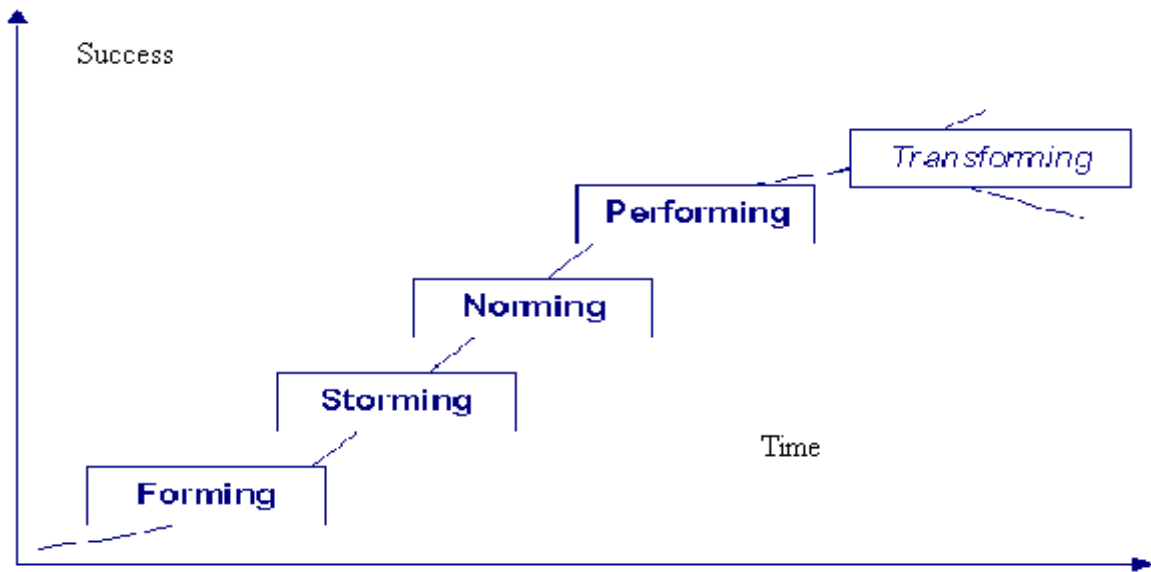 Success
Transforming
Performing
Norming
Storming
Time
Forming